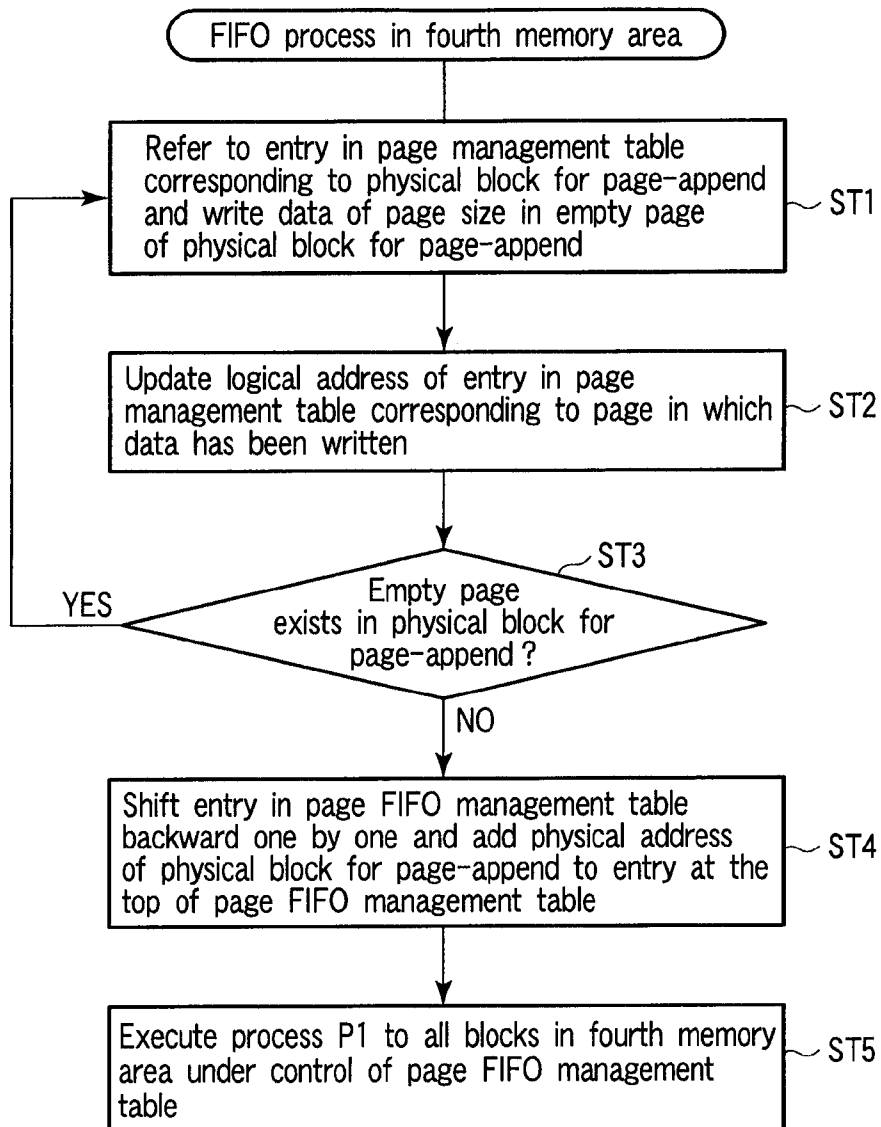 FIFO process in fourth memory area
Refer to entry in page management table
corresponding to physical block for page-append
and write data of page size in empty page
of physical block for page-append
ST1
Update logical address of entry in page
management table corresponding to page in which
data has been written
ST2
ST3
Empty page
exists in physical block for
page-append ?
YES
NO
Shift entry in page FIFO management table
backward one by one and add physical address
of physical block for page-append to entry at the
top of page FIFO management table
ST4
Execute process P1 to all blocks in fourth memory
area under control of page FIFO management
table
ST5